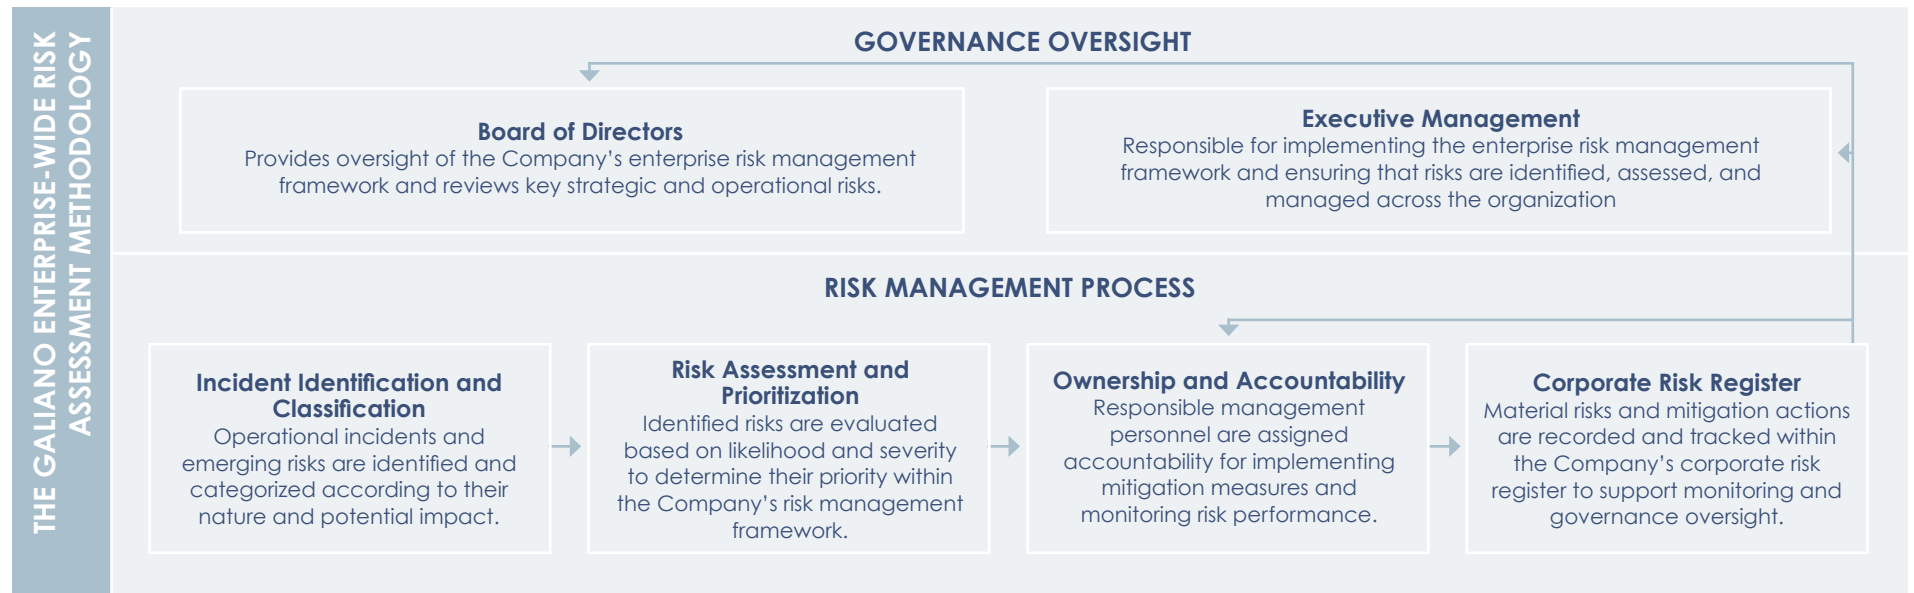 THE GALIANO ENTERPRISE-WIDE RISK
ASSESSMENT METHODOLOGY
GOVERNANCE OVERSIGHT
Board of Directors
Provides oversight of the Company’s enterprise risk management
framework and reviews key strategic and operational risks.
Executive Management
Responsible for implementing the enterprise risk management
framework and ensuring that risks are identified, assessed, and
managed across the organization
RISK MANAGEMENT PROCESS
Incident Identification and
Classification
Operational incidents and
emerging risks are identified and
categorized according to their
nature and potential impact.
Risk Assessment and
Prioritization
Identified risks are evaluated
based on likelihood and severity
to determine their priority within
the Company’s risk management
framework.
Ownership and Accountability
Responsible management
personnel are assigned
accountability for implementing
mitigation measures and
monitoring risk performance.
Corporate Risk Register
Material risks and mitigation actions
are recorded and tracked within
the Company’s corporate risk
register to support monitoring and
governance oversight.